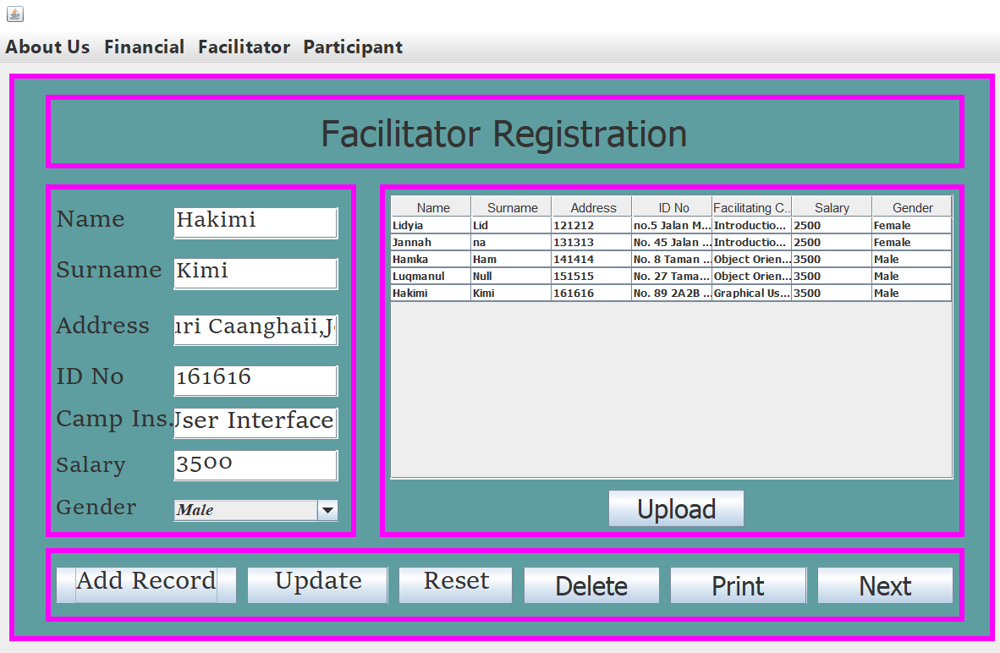 About Us Financial Facilitator Participant
Facilitator Registration
Name Hakimi
Surname Kimi
Address uri Caanghaii,J
ID No 161616
Camp Ins. User Interface
Salary 3500
Gender Male
Name Surname Address ID No Facilitating C... Salary Gender
Lidyia Lid 121212 no.5 Jalan M... Introductio... 2500 Female
Jannah na 131313 No. 45 Jalan ... Introductio... 2500 Female
Hamka Ham 141414 No. 8 Taman ... Object Orien... 3500 Male
Luqmanul Null 151515 No. 27 Tama... Object Orien... 3500 Male
Hakimi Kimi 161616 No. 89 2A2B ... Graphical Us... 3500 Male
Upload
Add Record Update Reset Delete Print Next